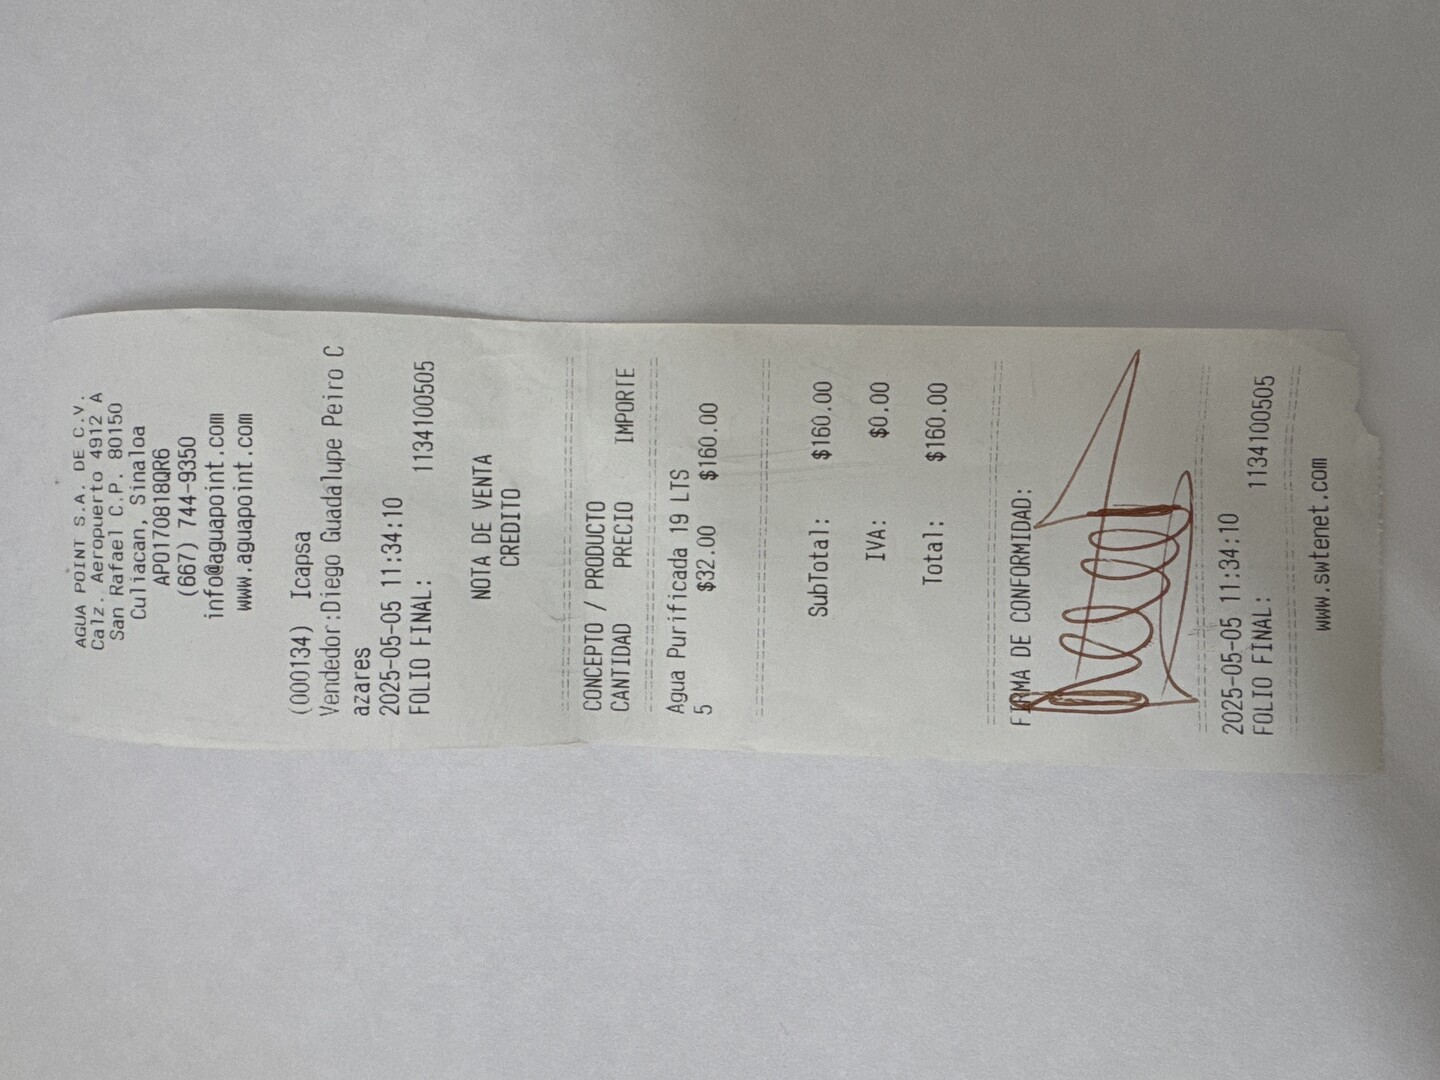 AGUA POINT S.A. DE C.V.
Calz. Aeropuerto 4912 A
San Rafael C.P. 80150
Culiacan, Sinaloa
APO170818QR6
(667) 744-9350
info@aguapoint.com
www.aguapoint.com
(000134) Icapsa
Vendedor:Diego Guadalupe Peiro C
azares
2025-05-05 11:34:10
FOLIO FINAL: 1134100505
NOTA DE VENTA
CREDITO
CONCEPTO / PRODUCTO
CANTIDAD PRECIO IMPORTE
Agua Purificada 19 LTS
5 $32.00 $160.00
SubTotal: $160.00
IVA: $0.00
Total: $160.00
FIRMA DE CONFORMIDAD:
2025-05-05 11:34:10
FOLIO FINAL: 1134100505
www.swtenet.com